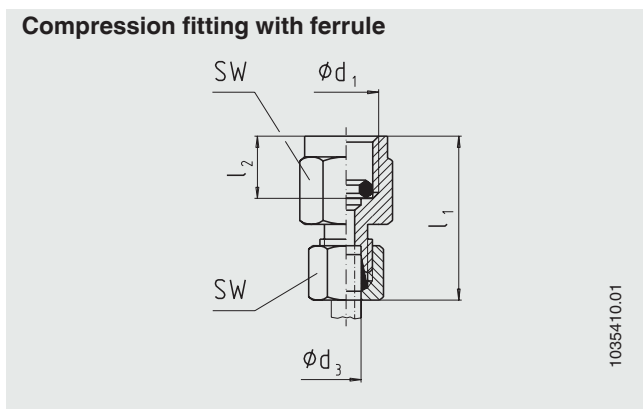 Compression fitting with ferrule
SW
Ød₁
l₂
l₁
SW
Ød₃
1035410.01